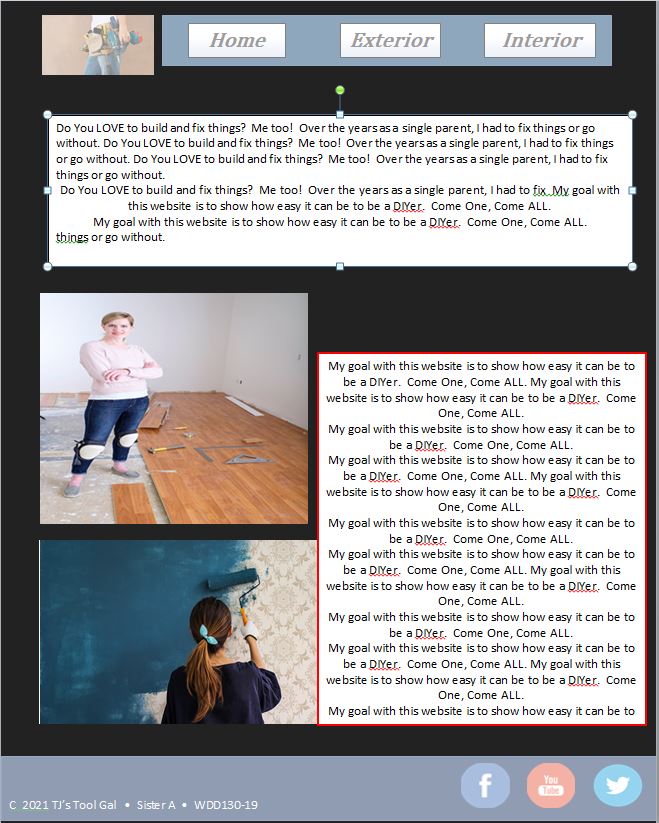 Home Exterior Interior
Do You LOVE to build and fix things?  Me too!  Over the years as a single parent, I had to fix things or go
without. Do You LOVE to build and fix things?  Me too!  Over the years as a single parent, I had to fix things
or go without. Do You LOVE to build and fix things?  Me too!  Over the years as a single parent, I had to fix
things or go without.
Do You LOVE to build and fix things?  Me too!  Over the years as a single parent, I had to fix  My goal with
this website is to show how easy it can be to be a DIYer.  Come One, Come ALL.
My goal with this website is to show how easy it can be to be a DIYer.  Come One, Come ALL.
things or go without.
My goal with this website is to show how easy it can be to
be a DIYer.  Come One, Come ALL. My goal with this
website is to show how easy it can be to be a DIYer.  Come
One, Come ALL.
My goal with this website is to show how easy it can be to
be a DIYer.  Come One, Come ALL.
My goal with this website is to show how easy it can be to
be a DIYer.  Come One, Come ALL. My goal with this
website is to show how easy it can be to be a DIYer.  Come
One, Come ALL.
My goal with this website is to show how easy it can be to
be a DIYer.  Come One, Come ALL.
My goal with this website is to show how easy it can be to
be a DIYer.  Come One, Come ALL. My goal with this
website is to show how easy it can be to be a DIYer.  Come
One, Come ALL.
My goal with this website is to show how easy it can be to
be a DIYer.  Come One, Come ALL.
My goal with this website is to show how easy it can be to
be a DIYer.  Come One, Come ALL. My goal with this
website is to show how easy it can be to be a DIYer.  Come
One, Come ALL.
My goal with this website is to show how easy it can be to
f
You
Tube
C  2021 TJ's Tool Gal  •  Sister A  •  WDD130-19